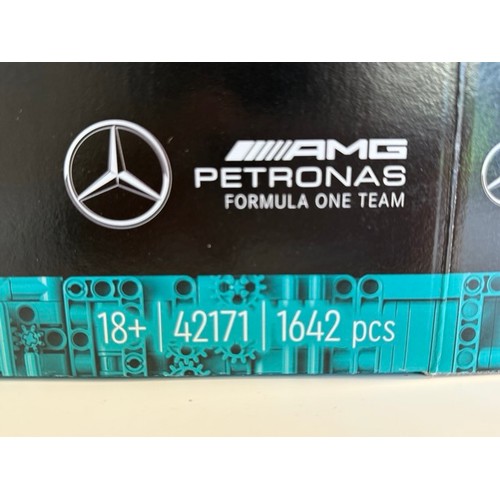 AMG
PETRONAS
FORMULA ONE TEAM
18+ | 42171 | 1642 pcs